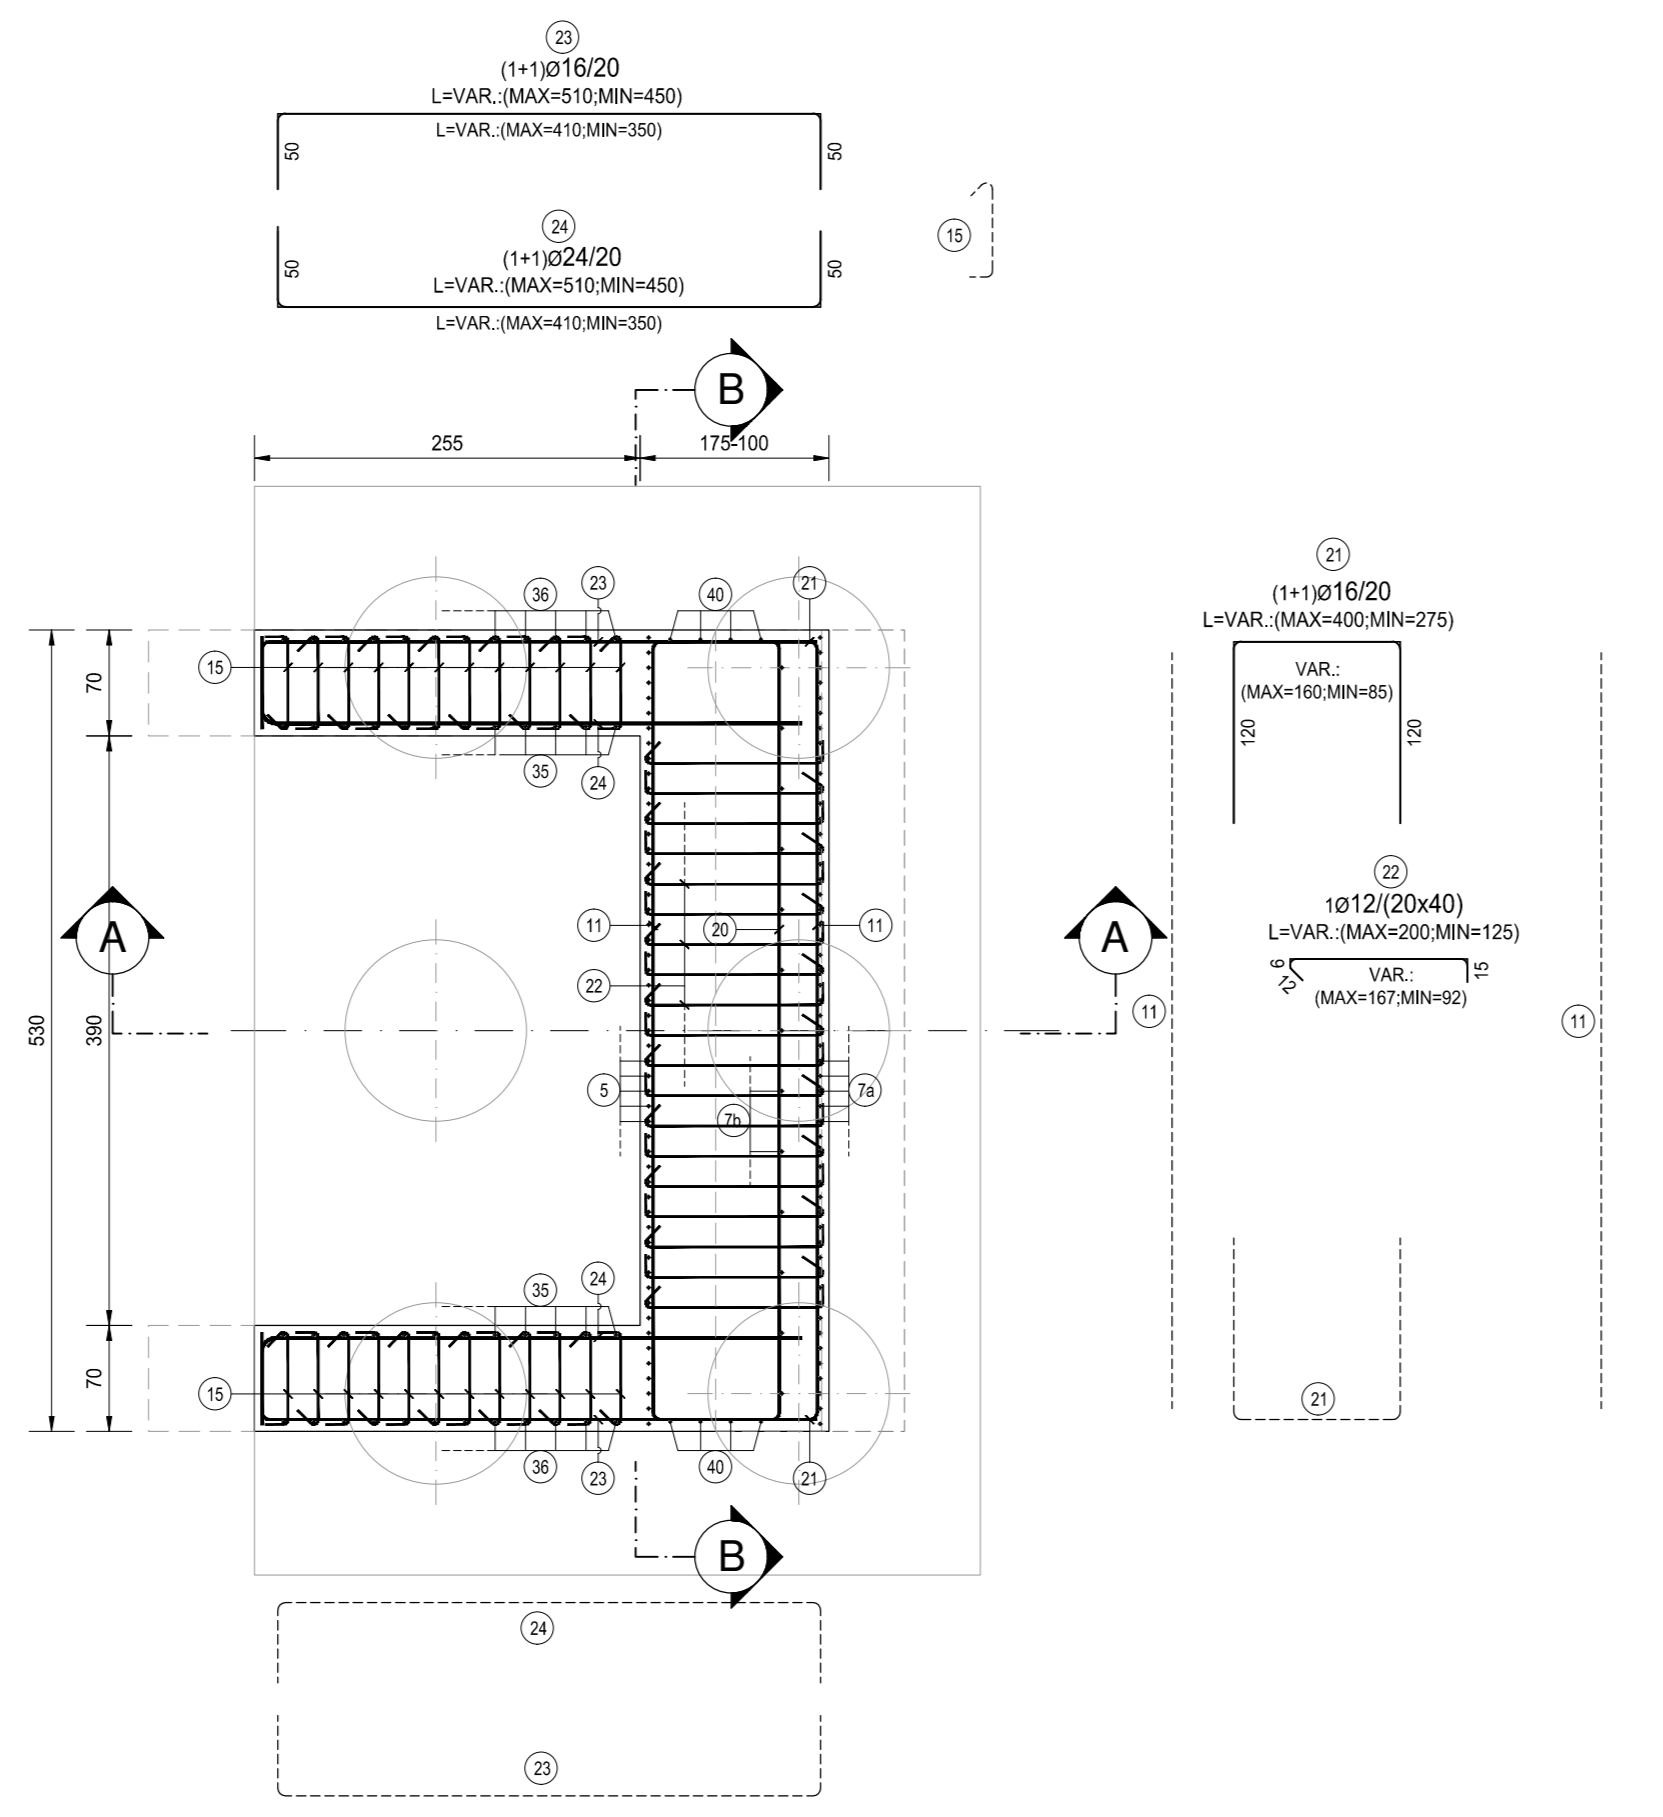 23
(1+1)Ø16/20
L=VAR.:(MAX=510;MIN=450)
L=VAR.:(MAX=410;MIN=350)
50
50
24
(1+1)Ø24/20
L=VAR.:(MAX=510;MIN=450)
50
50
L=VAR.:(MAX=410;MIN=350)
15
B
255
175-100
21
(1+1)Ø16/20
L=VAR.:(MAX=400;MIN=275)
VAR.:
(MAX=160;MIN=85)
120
120
36
23
40
21
15
70
35
24
22
1Ø12/(20x40)
L=VAR.:(MAX=200;MIN=125)
6
12
VAR.:
(MAX=167;MIN=92)
15
A
11
20
11
A
22
11
11
530
390
5
7b
7a
35
24
70
15
21
36
23
40
21
B
24
23